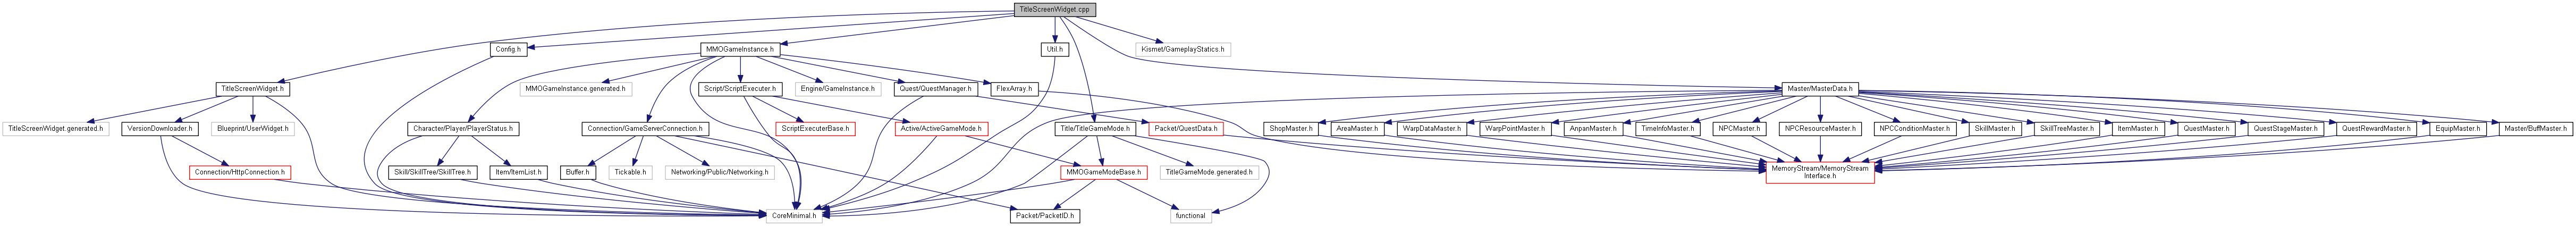 TitleScreenWidget.cpp
Config.h
MMOGameInstance.h
Util.h
Kismet/GameplayStatics.h
TitleScreenWidget.h
MMOGameInstance.generated.h
Script/ScriptExecuter.h
Engine/GameInstance.h
Quest/QuestManager.h
FlexArray.h
Master/MasterData.h
TitleScreenWidget.generated.h
VersionDownloader.h
Blueprint/UserWidget.h
Character/Player/PlayerStatus.h
Connection/GameServerConnection.h
ScriptExecuterBase.h
Active/ActiveGameMode.h
Title/TitleGameMode.h
Packet/QuestData.h
ShopMaster.h
AreaMaster.h
WarpDataMaster.h
WarpPointMaster.h
AnpanMaster.h
TimeInfoMaster.h
NPCMaster.h
NPCResourceMaster.h
NPCConditionMaster.h
SkillMaster.h
SkillTreeMaster.h
ItemMaster.h
QuestMaster.h
QuestStageMaster.h
QuestRewardMaster.h
EquipMaster.h
Master/BuffMaster.h
Connection/HttpConnection.h
Skill/SkillTree/SkillTree.h
Item/ItemList.h
Buffer.h
Tickable.h
Networking/Public/Networking.h
MMOGameModeBase.h
TitleGameMode.generated.h
MemoryStream/MemoryStream
Interface.h
CoreMinimal.h
Packet/PacketID.h
functional